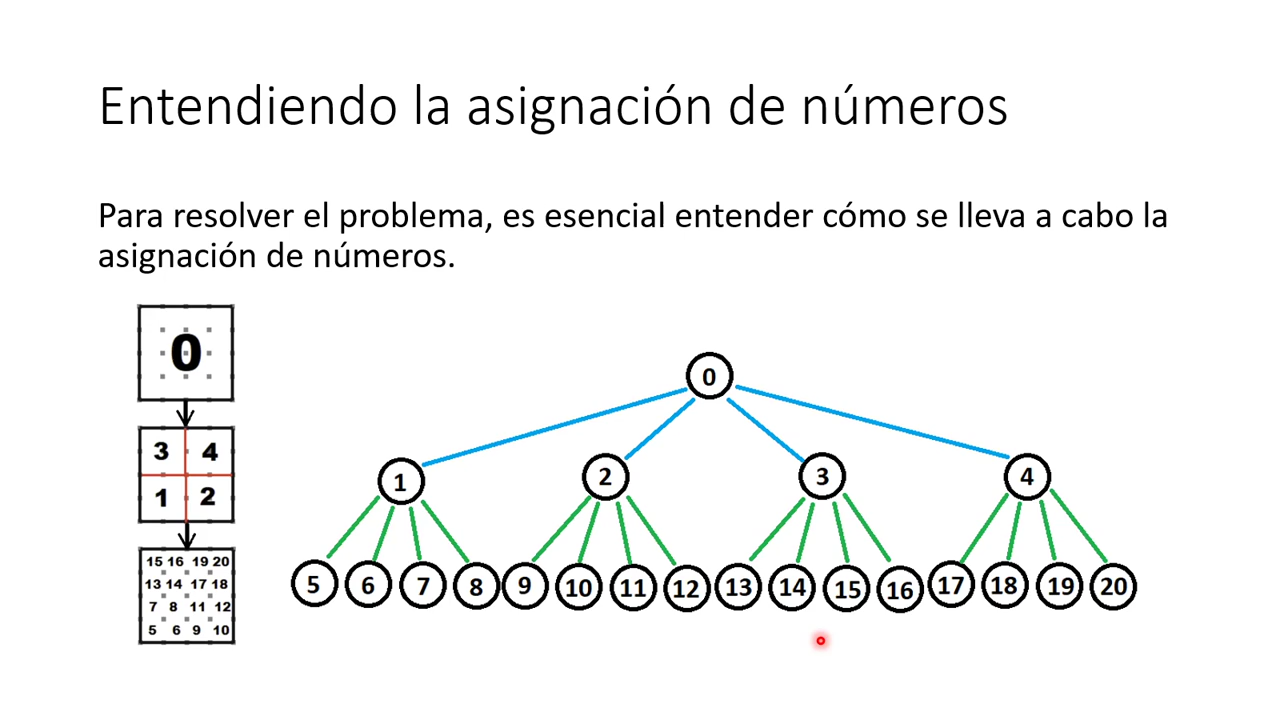 Entendiendo la asignación de números
Para resolver el problema, es esencial entender cómo se lleva a cabo la
asignación de números.
0
3 4
1 2
15 16 19 20
13 14 17 18
7 8 11 12
5 6 9 10
0
1 2 3 4
5 6 7 8 9 10 11 12 13 14 15 16 17 18 19 20